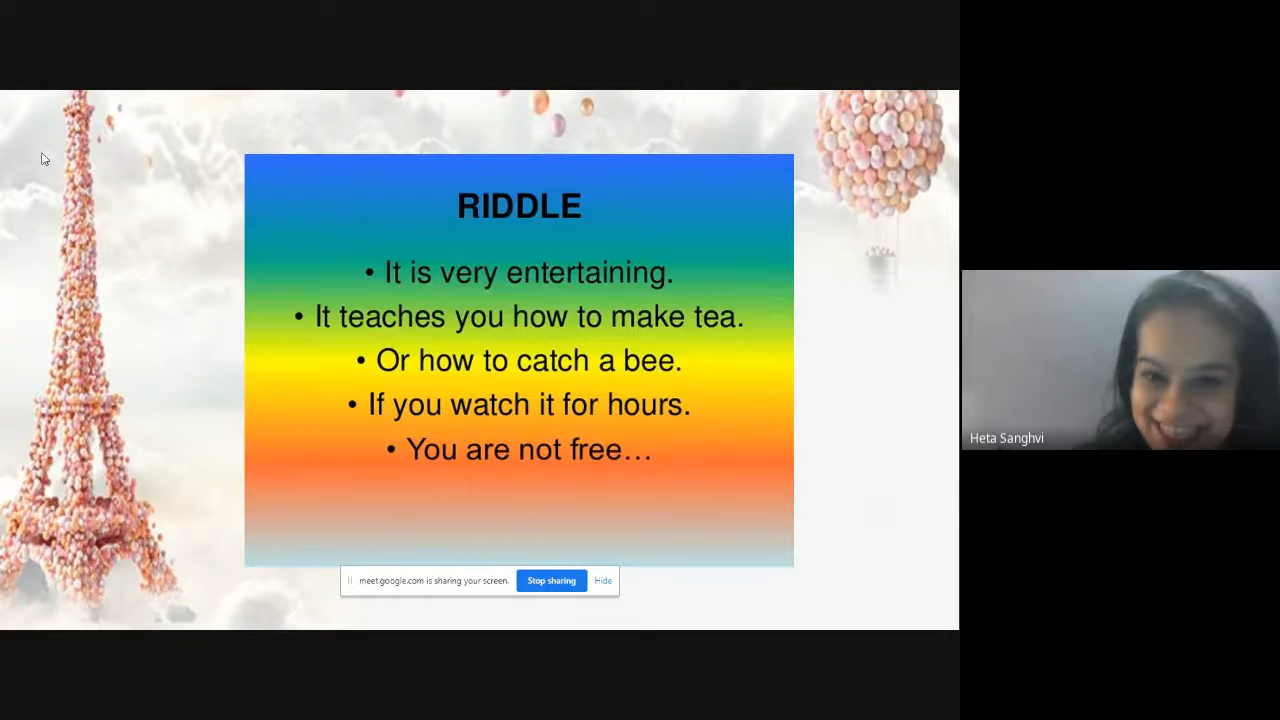 RIDDLE
• It is very entertaining.
• It teaches you how to make tea.
• Or how to catch a bee.
• If you watch it for hours.
• You are not free…
meet.google.com is sharing your screen. Stop sharing Hide
Heta Sanghvi